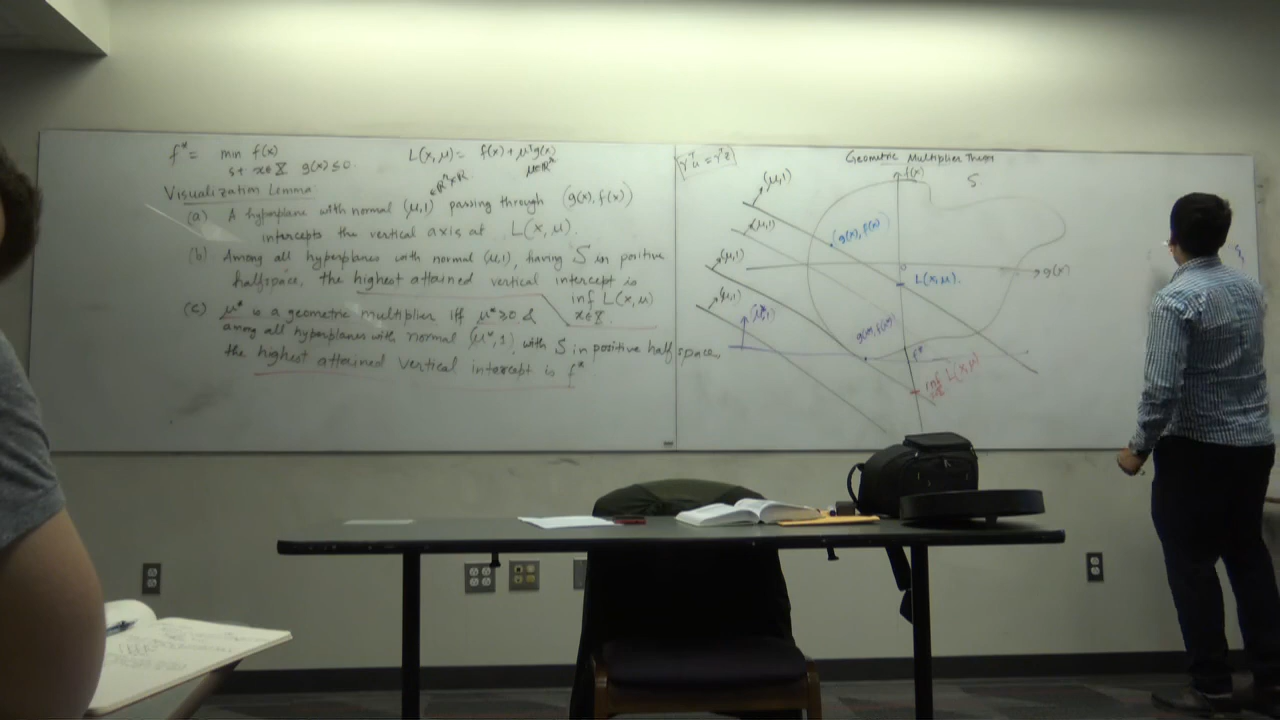 f* = min f(x)
s.t x∈X g(x) ≤ 0.
L(x,μ) = f(x) + μᵀg(x)
Visualization Lemma
(a) A hyperplane with normal (μ,1) passing through (g(x), f(x))
intercepts the vertical axis at L(x,μ).
(b) Among all hyperplanes with normal (μ,1), having S in positive
halfspace, the highest attained vertical intercept is
inf L(x,μ)
x∈X.
(c) μ* is a geometric multiplier iff μ* ≥ 0 &
among all hyperplanes with normal (μ*,1), with S in positive half space,
the highest attained vertical intercept is f*
Geometric Multiplier
f(x)
S
(μ,1)
(μ,1)
(g(x), f(x))
(μ,1)
0
g(x)
L(x,μ).
(μ,1)
(μ*,1)
f*
inf L(x,μ)
x∈X